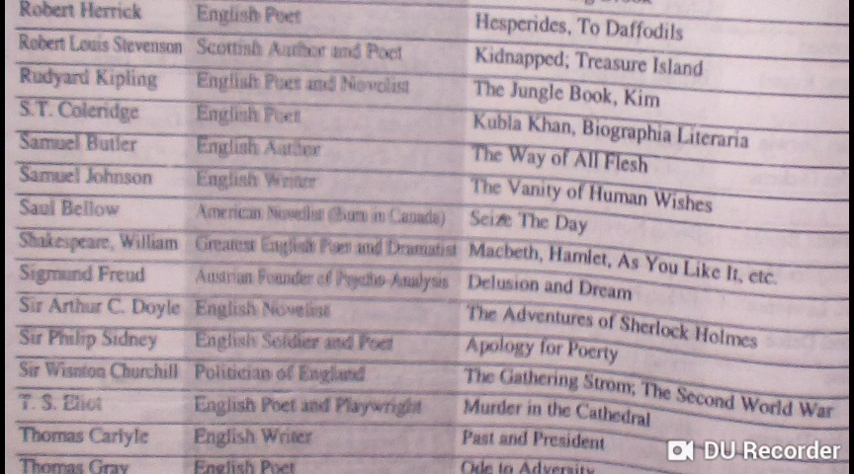 Robert Herrick English Poet Hesperides, To Daffodils
Robert Louis Stevenson Scottish Author and Poet Kidnapped; Treasure Island
Rudyard Kipling English Poet and Novelist The Jungle Book, Kim
S.T. Coleridge English Poet Kubla Khan, Biographia Literaria
Samuel Butler English Author The Way of All Flesh
Samuel Johnson English Writer The Vanity of Human Wishes
Saul Bellow American Novelist (Born in Canada) Seize The Day
Shakespeare, William Greatest English Poet and Dramatist Macbeth, Hamlet, As You Like It, etc.
Sigmund Freud Austrian Founder of Psycho-Analysis Delusion and Dream
Sir Arthur C. Doyle English Novelist The Adventures of Sherlock Holmes
Sir Philip Sidney English Soldier and Poet Apology for Poerty
Sir Wisnton Churchill Politician of England The Gathering Strom; The Second World War
T. S. Eliot English Poet and Playwright Murder in the Cathedral
Thomas Carlyle English Writer Past and President
Thomas Gray English Poet Ode to Adversity
DU Recorder